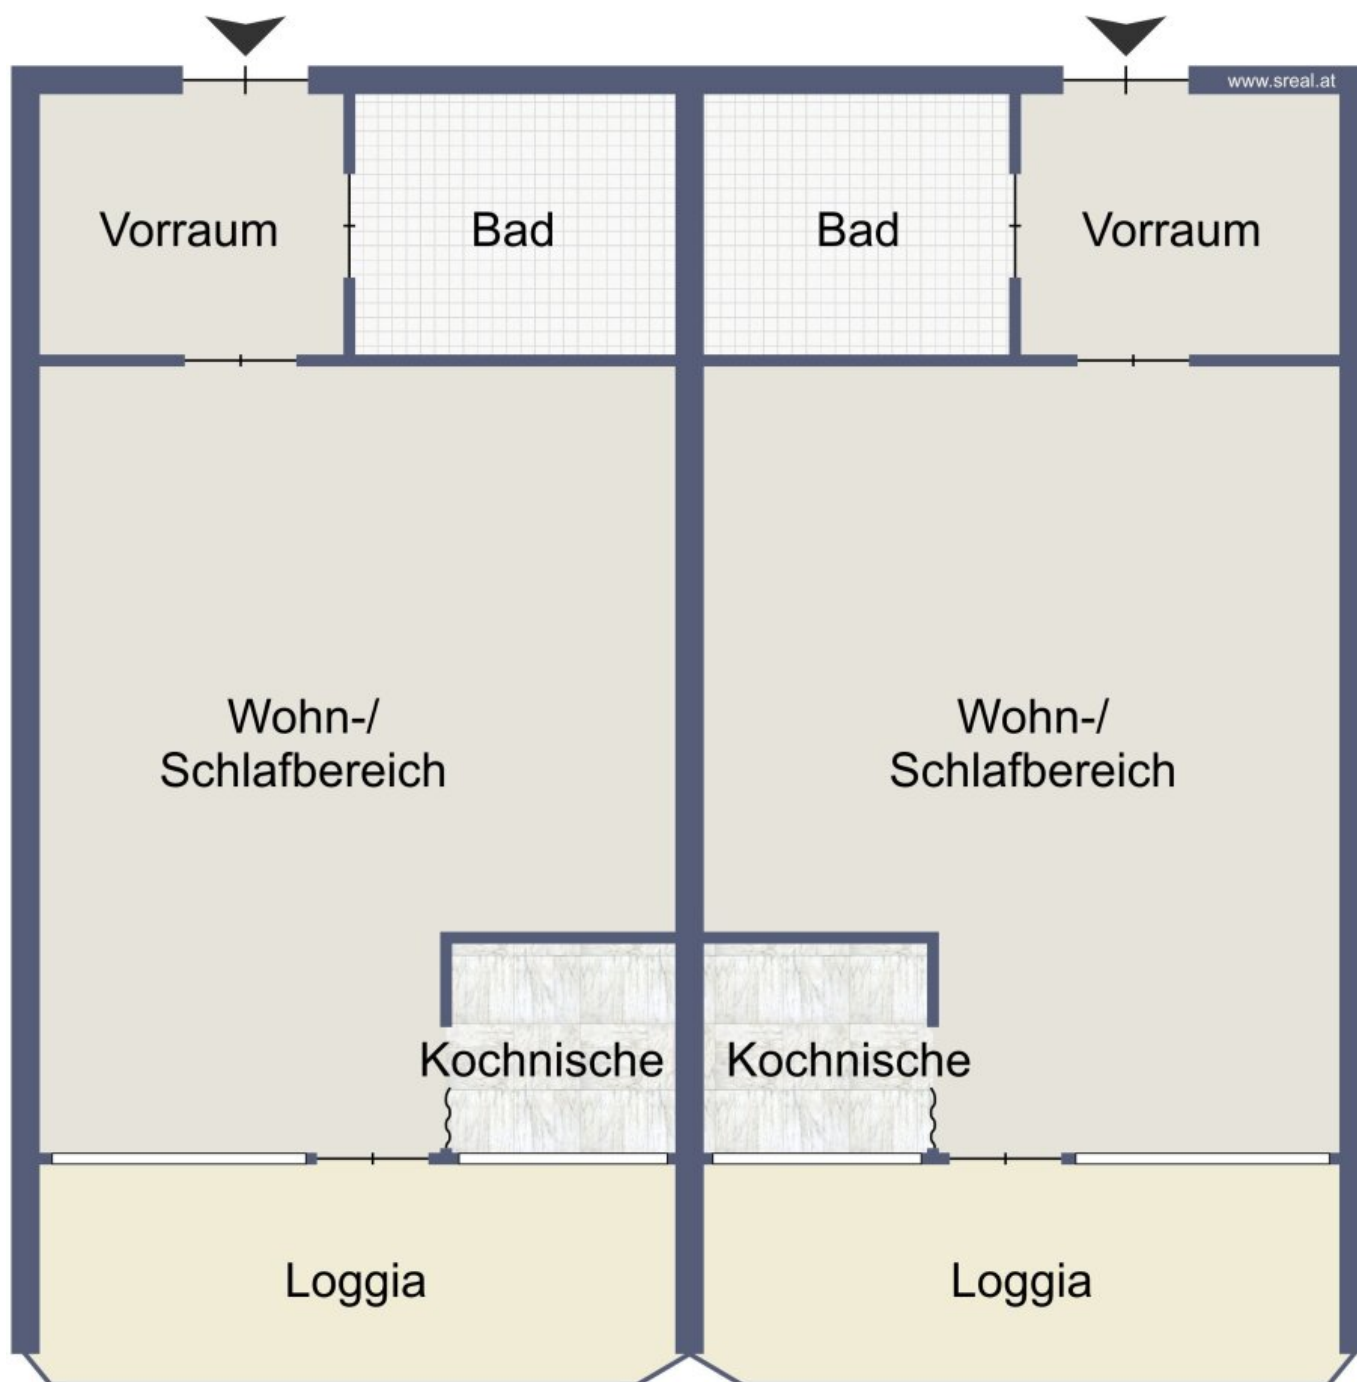 www.sreal.at
Vorraum
Bad
Bad
Vorraum
Wohn-/
Schlafbereich
Wohn-/
Schlafbereich
Kochnische
Kochnische
Loggia
Loggia